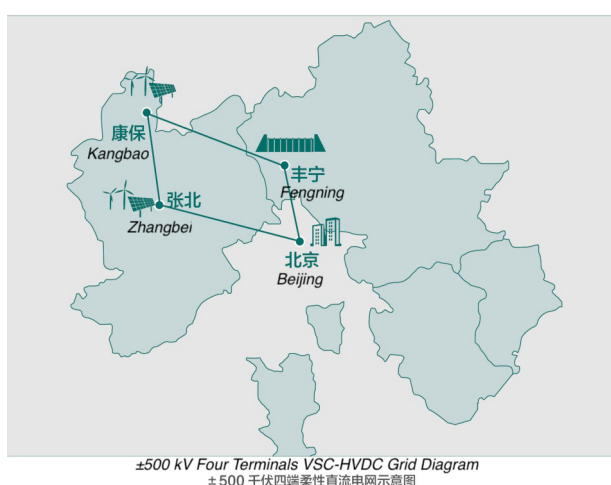 康保
Kangbao
丰宁
Fengning
张北
Zhangbei
北京
Beijing
±500 kV Four Terminals VSC-HVDC Grid Diagram
±500 千伏四端柔性直流电网示意图